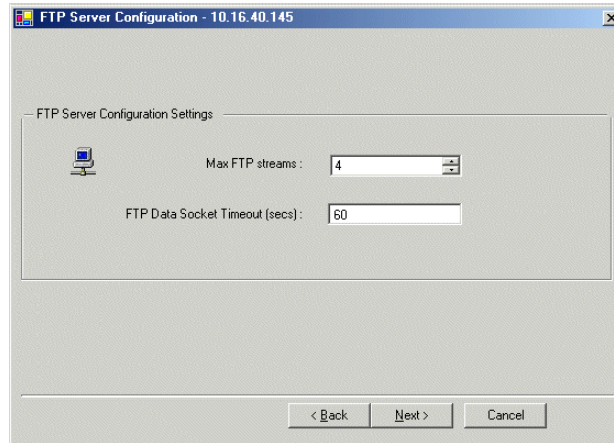 FTP Server Configuration - 10.16.40.145
FTP Server Configuration Settings
Max FTP streams :
4
FTP Data Socket Timeout (secs) :
60
< Back
Next >
Cancel